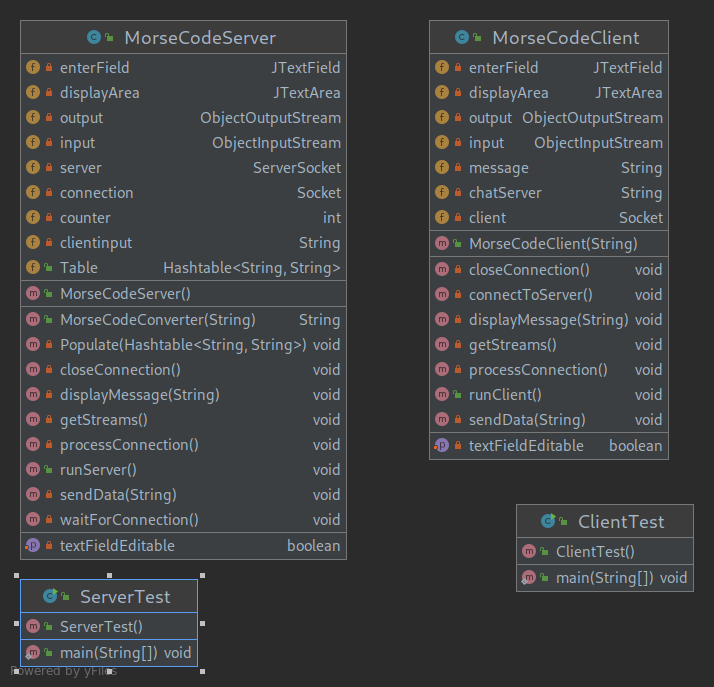 MorseCodeServer
enterField JTextField
displayArea JTextArea
output ObjectOutputStream
input ObjectInputStream
server ServerSocket
connection Socket
counter int
clientinput String
Table Hashtable<String, String>
MorseCodeServer()
MorseCodeConverter(String) String
Populate(Hashtable<String, String>) void
closeConnection() void
displayMessage(String) void
getStreams() void
processConnection() void
runServer() void
sendData(String) void
waitForConnection() void
textFieldEditable boolean
MorseCodeClient
enterField JTextField
displayArea JTextArea
output ObjectOutputStream
input ObjectInputStream
message String
chatServer String
client Socket
MorseCodeClient(String)
closeConnection() void
connectToServer() void
displayMessage(String) void
getStreams() void
processConnection() void
runClient() void
sendData(String) void
textFieldEditable boolean
ClientTest
ClientTest()
main(String[]) void
ServerTest
ServerTest()
main(String[]) void
Powered by yFiles